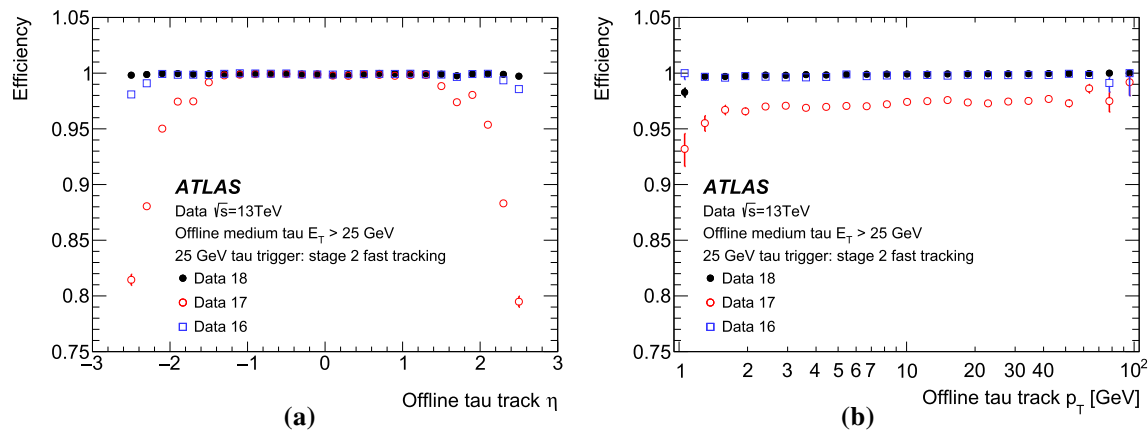 1.05
1
0.95
0.9
0.85
0.8
0.75
Efficiency
ATLAS
Data √s=13TeV
Offline medium tau E_T > 25 GeV
25 GeV tau trigger: stage 2 fast tracking
Data 18
Data 17
Data 16
−3 −2 −1 0 1 2 3
Offline tau track η
(a)
1.05
1
0.95
0.9
0.85
0.8
0.75
Efficiency
ATLAS
Data √s=13TeV
Offline medium tau E_T > 25 GeV
25 GeV tau trigger: stage 2 fast tracking
Data 18
Data 17
Data 16
1 2 3 4 5 6 7 10 20 30 40 10²
Offline tau track p_T [GeV]
(b)